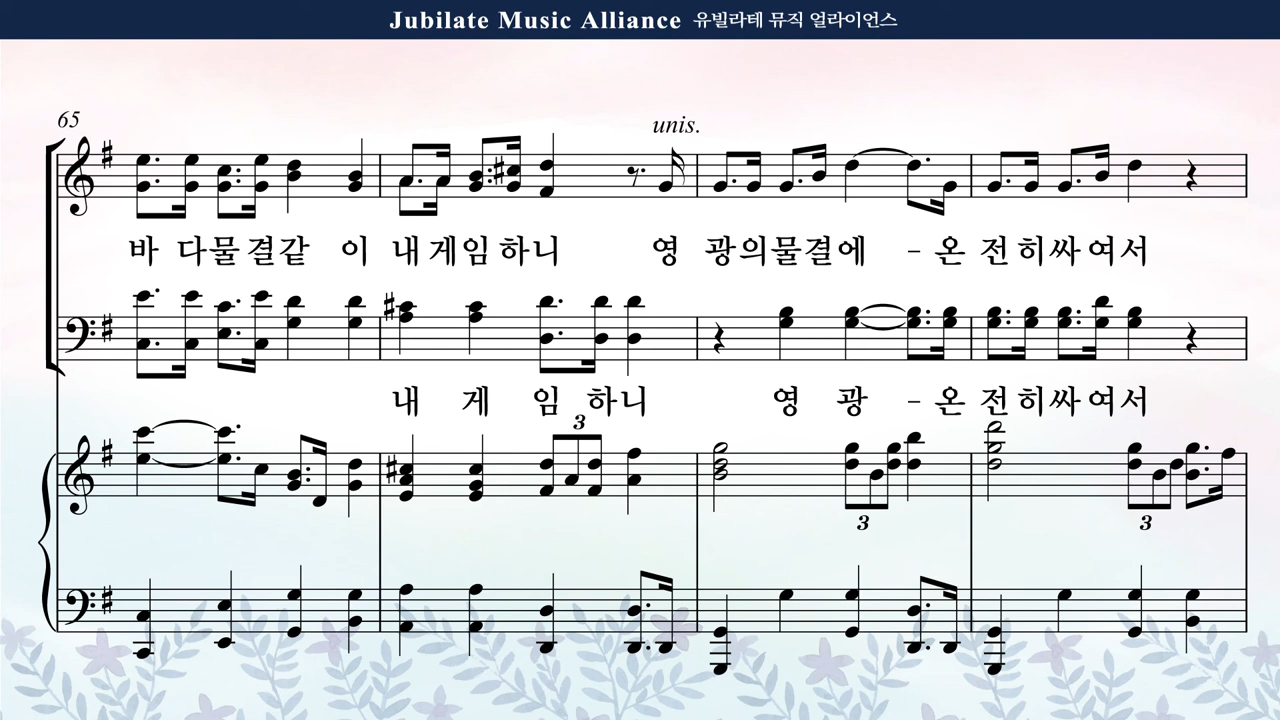 Jubilate Music Alliance 유빌라테 뮤직 얼라이언스
65
unis.
바 다물 결같 이 내 게임 하니 영 광의물결에 - 온 전 히싸 여서
내 게 임 하니 영 광 - 온 전 히싸 여서
3
3 3